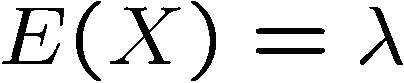 E(X) = λ